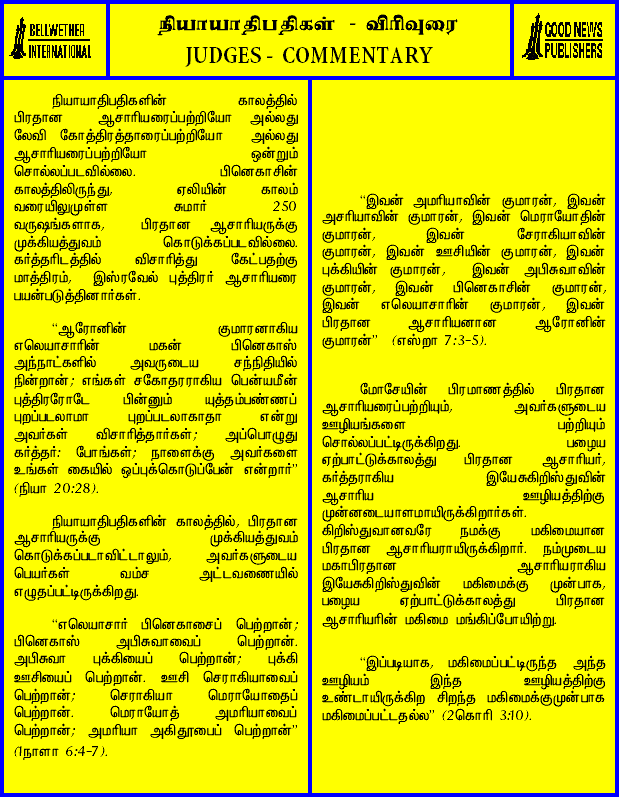 BELLWETHER
INTERNATIONAL
நியாயாதிபதிகள் - விரிவுரை
JUDGES - COMMENTARY
GOOD NEWS
PUBLISHERS
நியாயாதிபதிகளின் காலத்தில்
பிரதான ஆசாரியரைப்பற்றியோ அல்லது
லேவி கோத்திரத்தாரைப்பற்றியோ அல்லது
ஆசாரியரைப்பற்றியோ ஒன்றும்
சொல்லப்படவில்லை. பினெகாசின்
காலத்திலிருந்து, ஏலியின் காலம்
வரையிலுமுள்ள சுமார் 250
வருஷங்களாக, பிரதான ஆசாரியருக்கு
முக்கியத்துவம் கொடுக்கப்படவில்லை.
கர்த்தரிடத்தில் விசாரித்து கேட்பதற்கு
மாத்திரம், இஸ்ரவேல் புத்திரர் ஆசாரியரை
பயன்படுத்தினார்கள்.
“ஆரோனின் குமாரனாகிய
எலெயாசாரின் மகன் பினெகாஸ்
அந்நாட்களில் அவருடைய சந்நிதியில்
நின்றான்; எங்கள் சகோதரராகிய பென்யமீன்
புத்திரரோடே பின்னும் யுத்தம்பண்ணப்
புறப்படலாமா புறப்படலாகாதா என்று
அவர்கள் விசாரித்தார்கள்; அப்பொழுது
கர்த்தர்: போங்கள்; நாளைக்கு அவர்களை
உங்கள் கையில் ஒப்புக்கொடுப்பேன் என்றார்”
(நியா 20:28).
நியாயாதிபதிகளின் காலத்தில், பிரதான
ஆசாரியருக்கு முக்கியத்துவம்
கொடுக்கப்படாவிட்டாலும், அவர்களுடைய
பெயர்கள் வம்ச அட்டவணையில்
எழுதப்பட்டிருக்கிறது.
“எலெயாசார் பினெகாசைப் பெற்றான்;
பினெகாஸ் அபிசுவாவைப் பெற்றான்.
அபிசுவா புக்கியைப் பெற்றான்; புக்கி
ஊசியைப் பெற்றான். ஊசி செராகியாவைப்
பெற்றான்; செராகியா மெராயோதைப்
பெற்றான். மெராயோத் அமரியாவைப்
பெற்றான்; அமரியா அகிதூபைப் பெற்றான்”
(1நாளா 6:4-7).
“இவன் அமரியாவின் குமாரன், இவன்
அசரியாவின் குமாரன், இவன் மெராயோதின்
குமாரன், இவன் சேராகியாவின்
குமாரன், இவன் ஊசியின் குமாரன், இவன்
புக்கியின் குமாரன், இவன் அபிசுவாவின்
குமாரன், இவன் பினெகாசின் குமாரன்,
இவன் எலெயாசாரின் குமாரன், இவன்
பிரதான ஆசாரியனான ஆரோனின்
குமாரன்” (எஸ்றா 7:3-5).
மோசேயின் பிரமாணத்தில் பிரதான
ஆசாரியரைப்பற்றியும், அவர்களுடைய
ஊழியங்களை பற்றியும்
சொல்லப்பட்டிருக்கிறது. பழைய
ஏற்பாட்டுக்காலத்து பிரதான ஆசாரியர்,
கர்த்தராகிய இயேசுகிறிஸ்துவின்
ஆசாரிய ஊழியத்திற்கு
முன்னடையாளமாயிருக்கிறார்கள்.
கிறிஸ்துவானவரே நமக்கு மகிமையான
பிரதான ஆசாரியராயிருக்கிறார். நம்முடைய
மகாபிரதான ஆசாரியராகிய
இயேசுகிறிஸ்துவின் மகிமைக்கு முன்பாக,
பழைய ஏற்பாட்டுக்காலத்து பிரதான
ஆசாரியரின் மகிமை மங்கிப்போயிற்று.
“இப்படியாக, மகிமைப்பட்டிருந்த அந்த
ஊழியம் இந்த ஊழியத்திற்கு
உண்டாயிருக்கிற சிறந்த மகிமைக்குமுன்பாக
மகிமைப்பட்டதல்ல” (2கொரி 3:10).